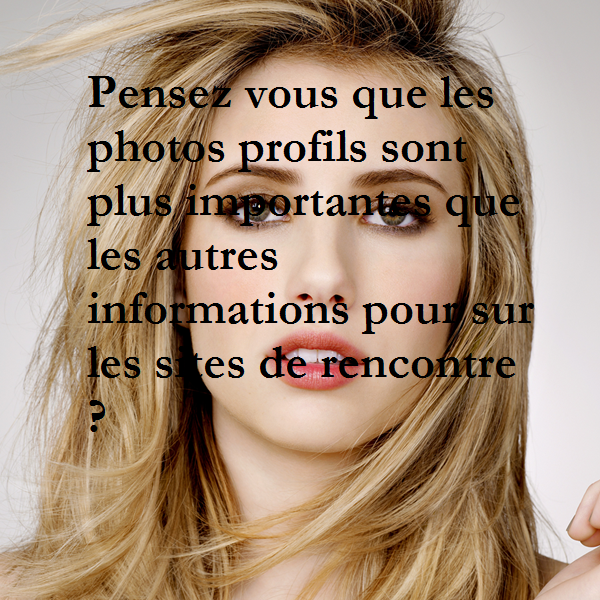 Pensez vous que les
photos profils sont
plus importantes que
les autres
informations pour sur
les sites de rencontre
?